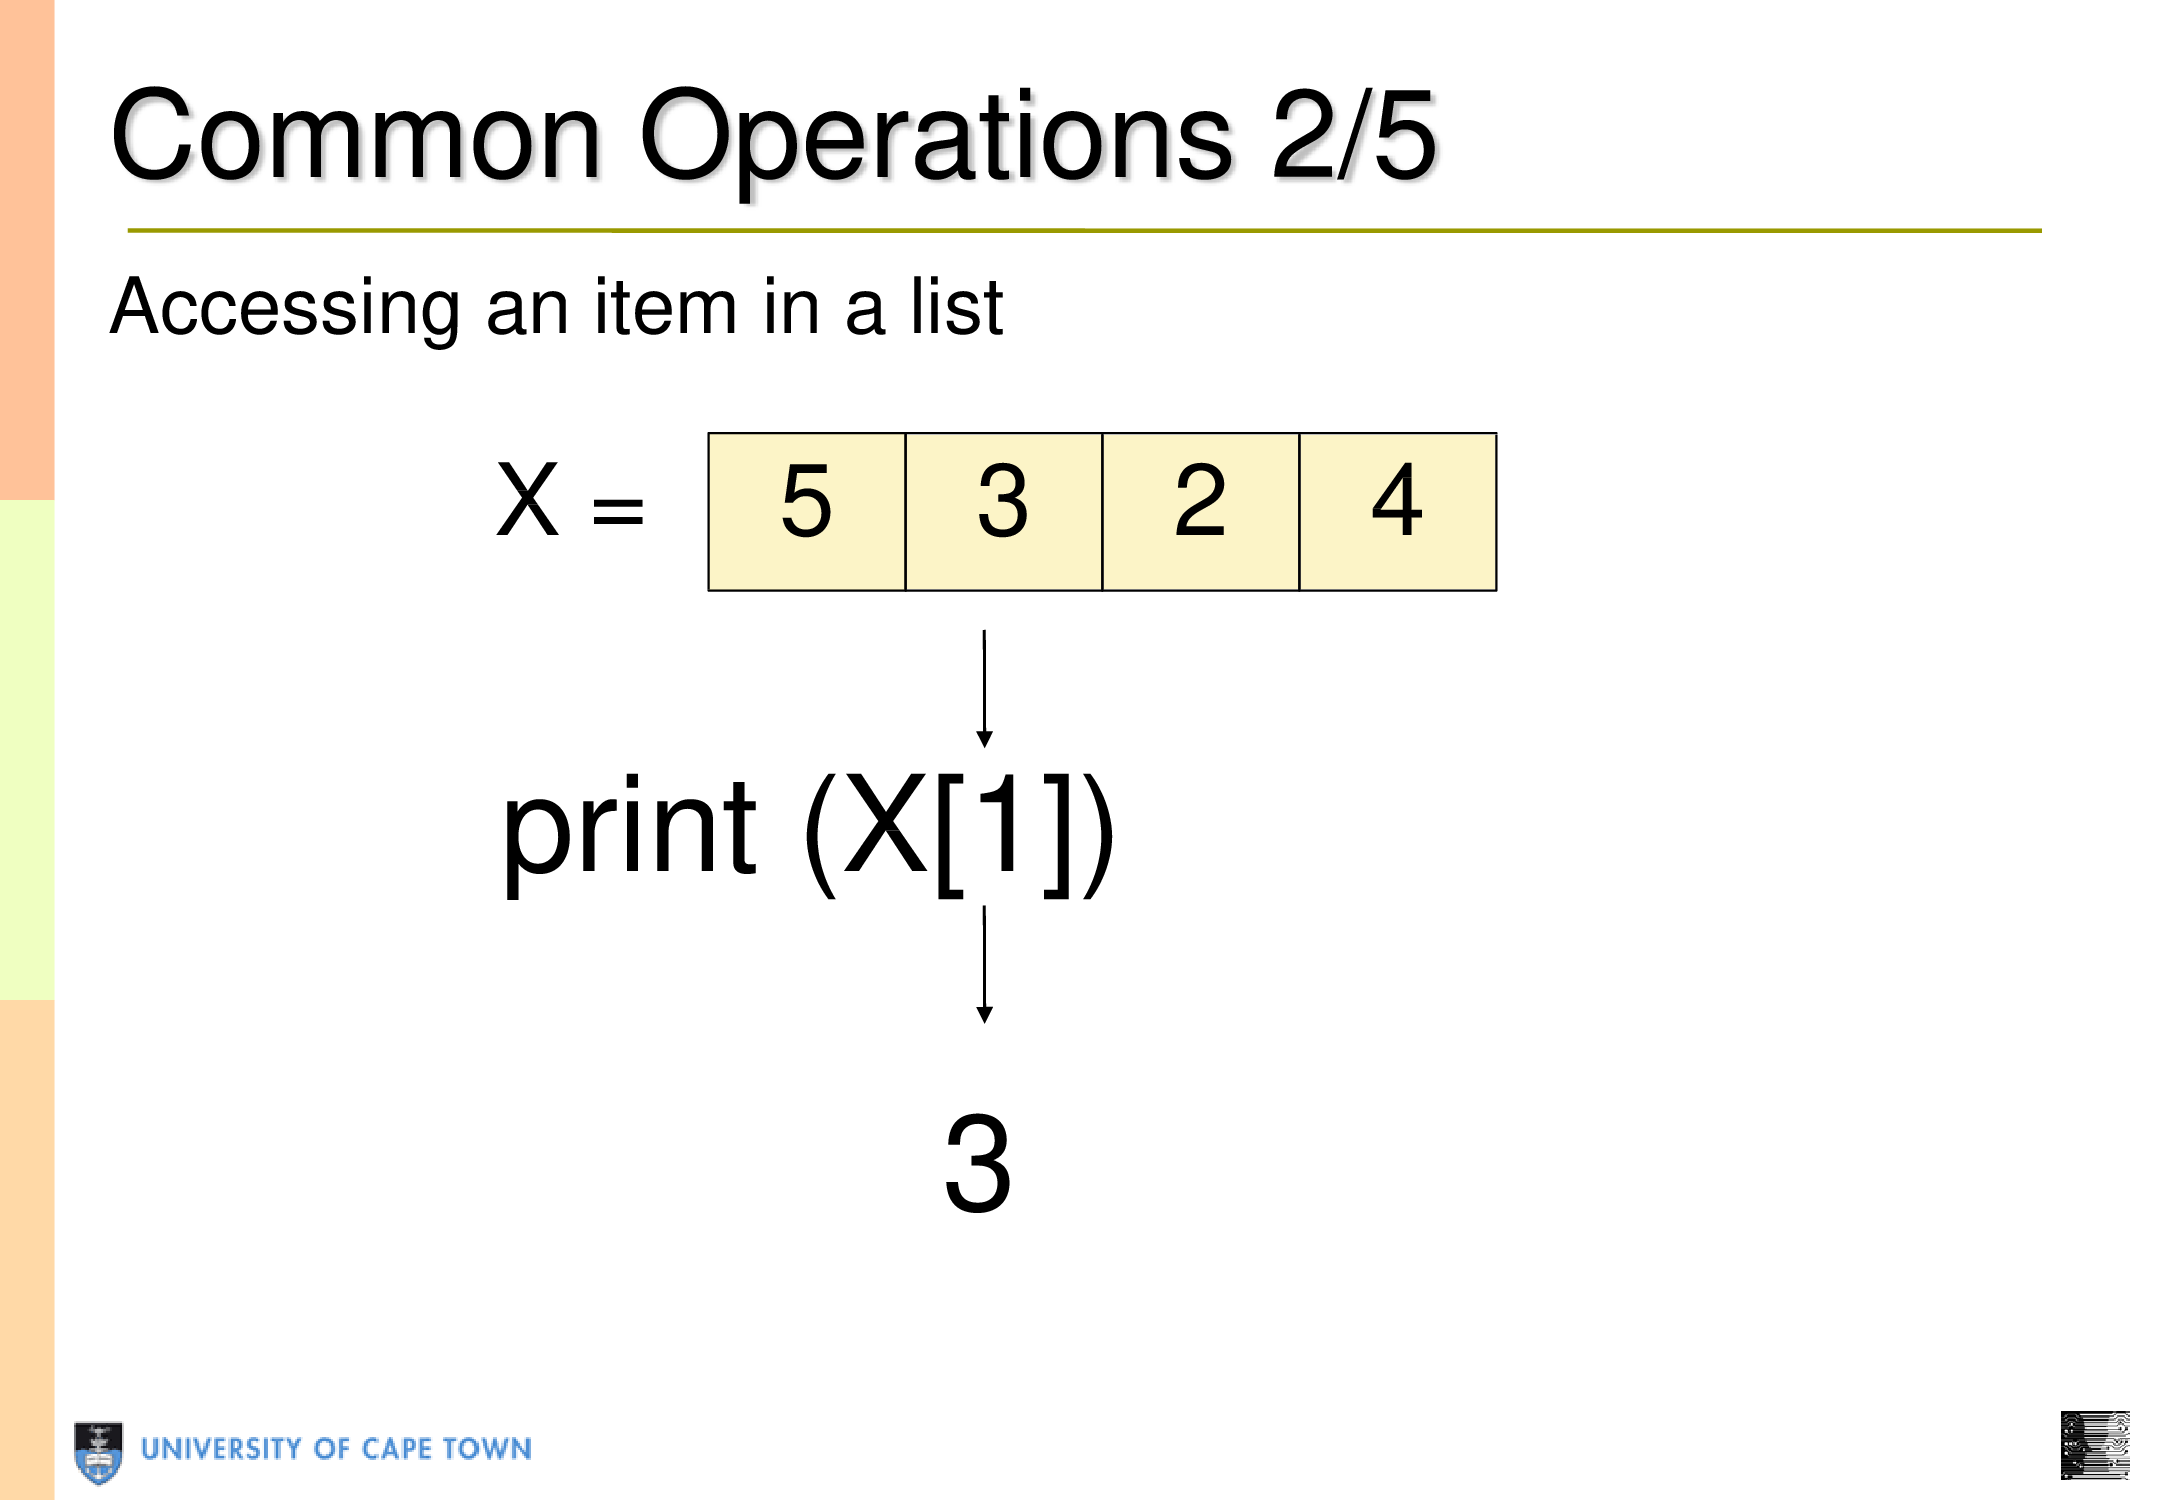 Common Operations 2/5
Accessing an item in a list
X = 5 3 2 4
print (X[1])
3
UNIVERSITY OF CAPE TOWN